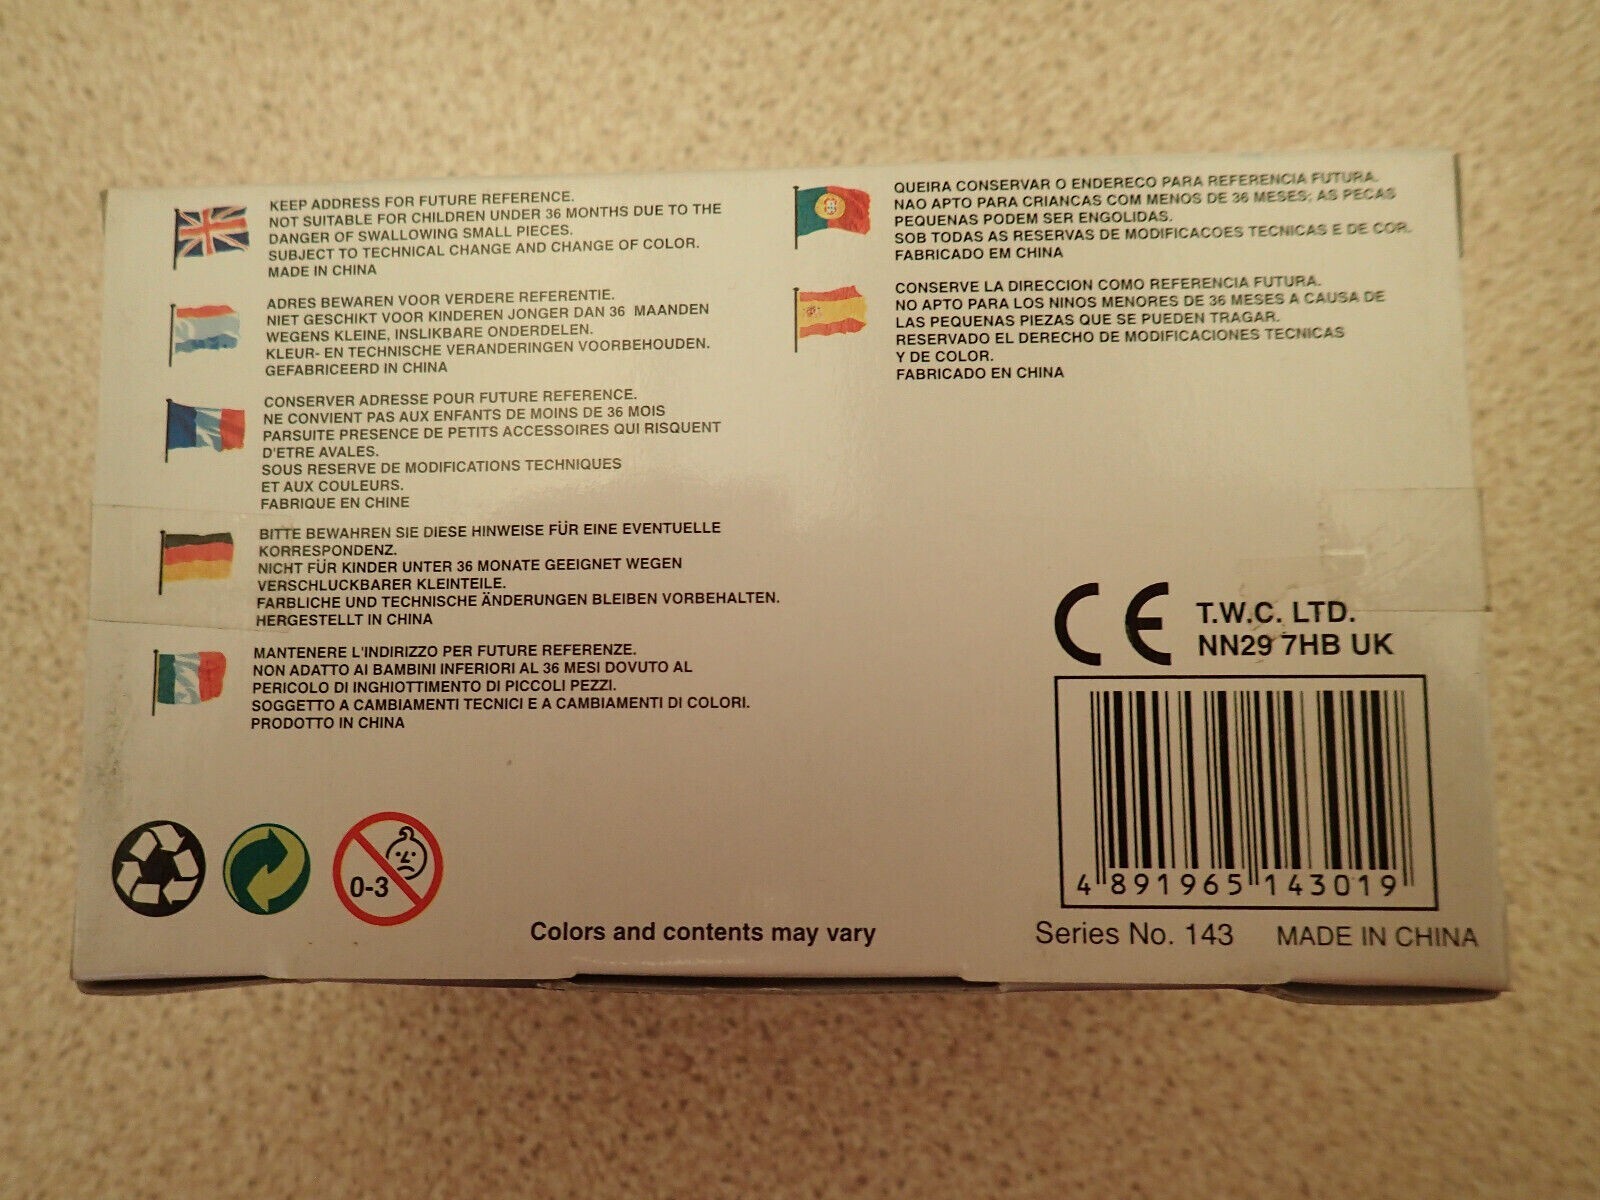 KEEP ADDRESS FOR FUTURE REFERENCE.
NOT SUITABLE FOR CHILDREN UNDER 36 MONTHS DUE TO THE
DANGER OF SWALLOWING SMALL PIECES.
SUBJECT TO TECHNICAL CHANGE AND CHANGE OF COLOR.
MADE IN CHINA
ADRES BEWAREN VOOR VERDERE REFERENTIE.
NIET GESCHIKT VOOR KINDEREN JONGER DAN 36 MAANDEN
WEGENS KLEINE, INSLIKBARE ONDERDELEN.
KLEUR- EN TECHNISCHE VERANDERINGEN VOORBEHOUDEN.
GEFABRICEERD IN CHINA
CONSERVER ADRESSE POUR FUTURE REFERENCE.
NE CONVIENT PAS AUX ENFANTS DE MOINS DE 36 MOIS
PARSUITE PRESENCE DE PETITS ACCESSOIRES QUI RISQUENT
D'ETRE AVALES.
SOUS RESERVE DE MODIFICATIONS TECHNIQUES
ET AUX COULEURS.
FABRIQUE EN CHINE
BITTE BEWAHREN SIE DIESE HINWEISE FÜR EINE EVENTUELLE
KORRESPONDENZ.
NICHT FÜR KINDER UNTER 36 MONATE GEEIGNET WEGEN
VERSCHLUCKBARER KLEINTEILE.
FARBLICHE UND TECHNISCHE ÄNDERUNGEN BLEIBEN VORBEHALTEN.
HERGESTELLT IN CHINA
MANTENERE L'INDIRIZZO PER FUTURE REFERENZE.
NON ADATTO AI BAMBINI INFERIORI AL 36 MESI DOVUTO AL
PERICOLO DI INGHIOTTIMENTO DI PICCOLI PEZZI.
SOGGETTO A CAMBIAMENTI TECNICI E A CAMBIAMENTI DI COLORI.
PRODOTTO IN CHINA
QUEIRA CONSERVAR O ENDERECO PARA REFERENCIA FUTURA.
NAO APTO PARA CRIANCAS COM MENOS DE 36 MESES; AS PECAS
PEQUENAS PODEM SER ENGOLIDAS.
SOB TODAS AS RESERVAS DE MODIFICACOES TECNICAS E DE COR.
FABRICADO EM CHINA
CONSERVE LA DIRECCION COMO REFERENCIA FUTURA.
NO APTO PARA LOS NINOS MENORES DE 36 MESES A CAUSA DE
LAS PEQUENAS PIEZAS QUE SE PUEDEN TRAGAR.
RESERVADO EL DERECHO DE MODIFICACIONES TECNICAS
Y DE COLOR.
FABRICADO EN CHINA
CE T.W.C. LTD.
NN29 7HB UK
4 891965 143019
0-3
Colors and contents may vary
Series No. 143 MADE IN CHINA